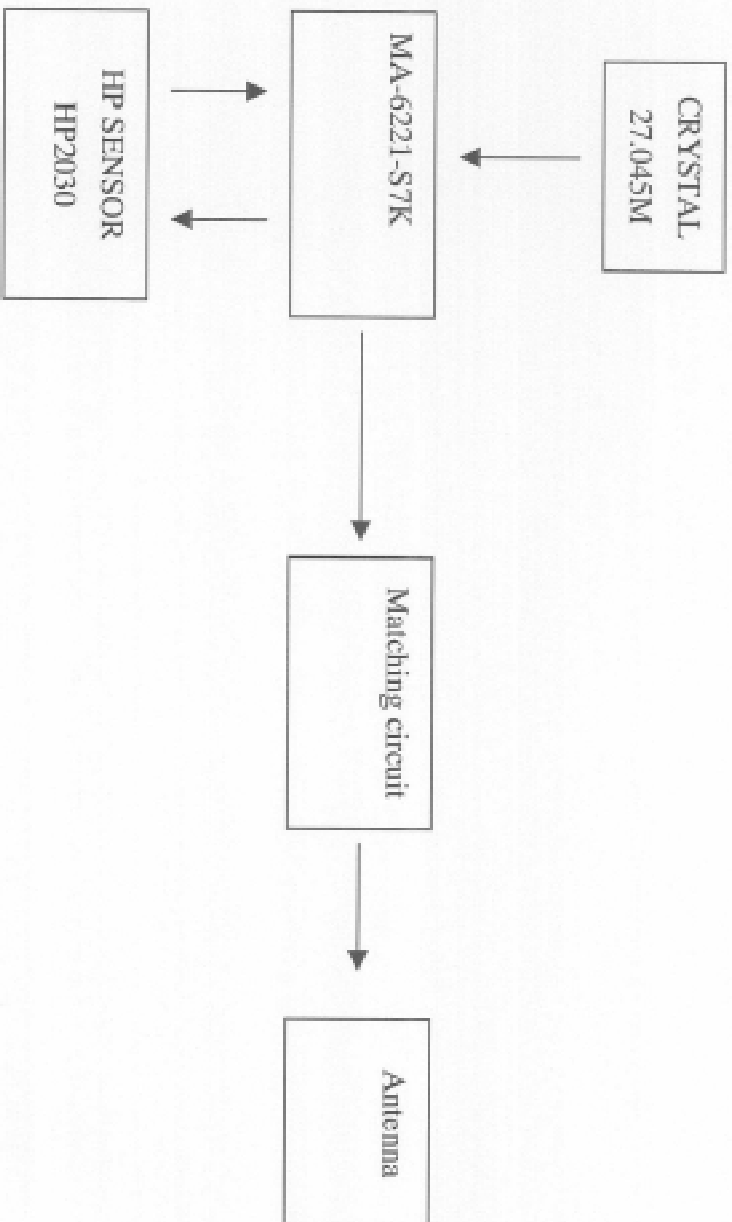 CRYSTAL
27.045M
MA-6221-S7K
Matching circuit
Antenna
HP SENSOR
HP2030